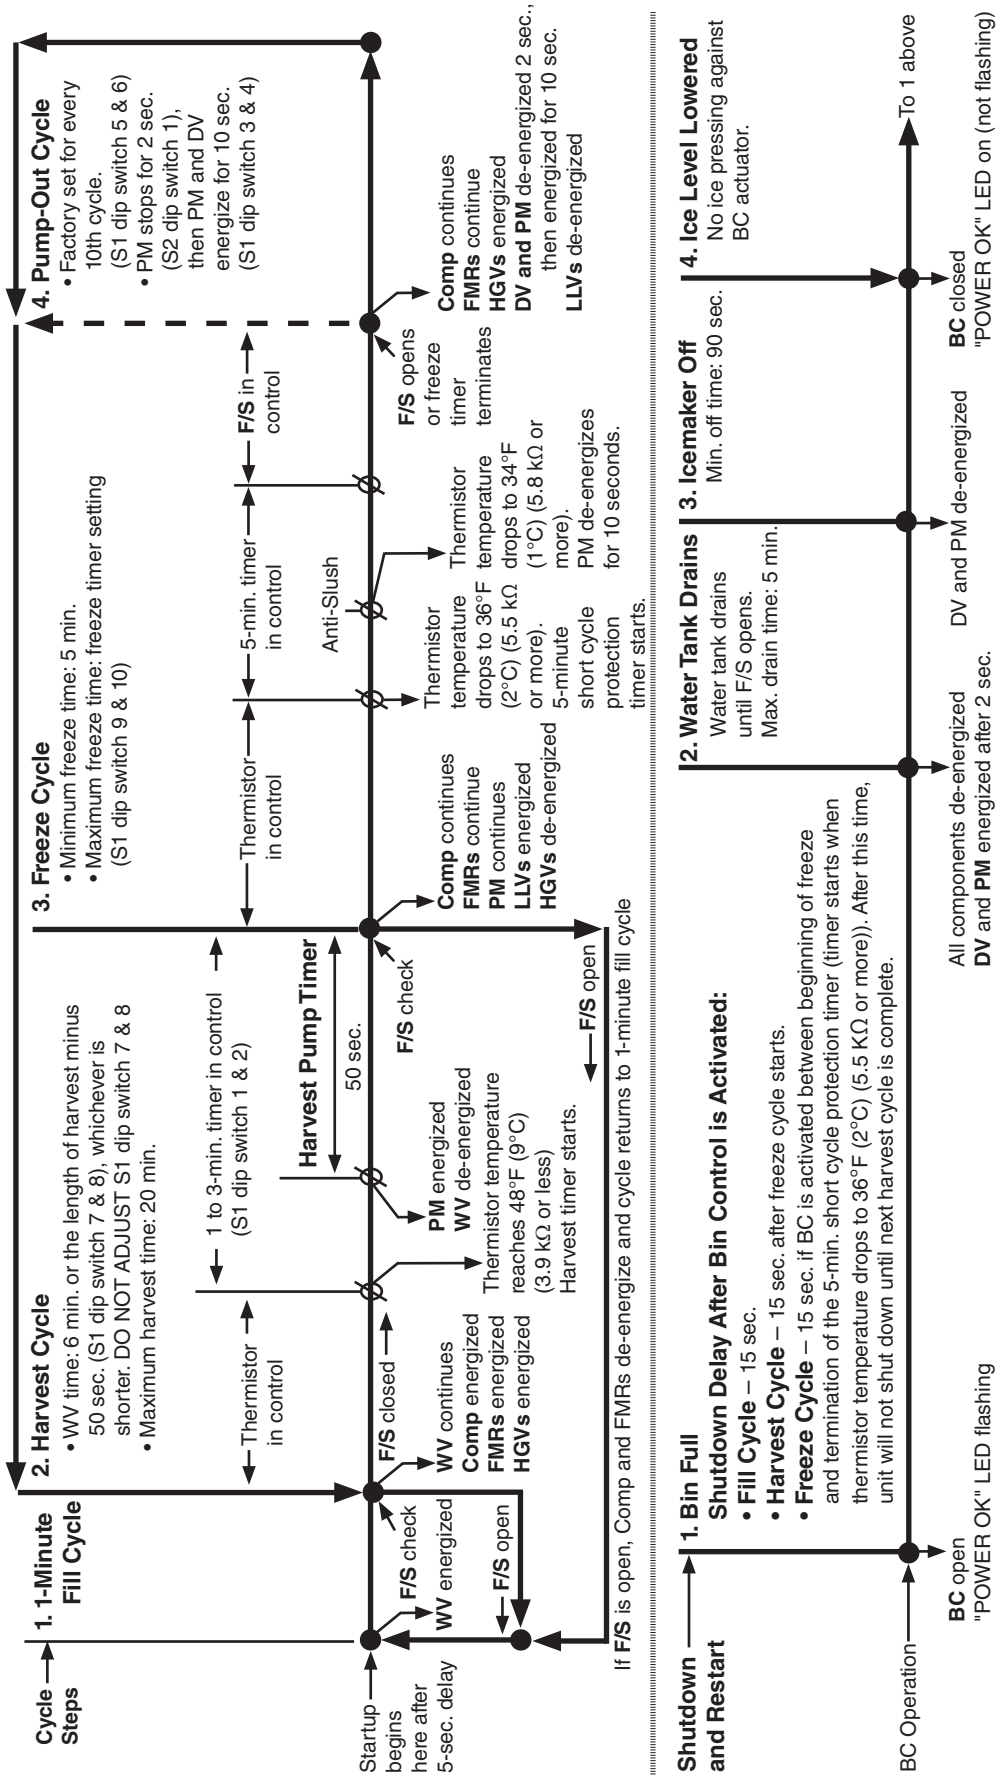 Cycle
Steps
1. 1-Minute
Fill Cycle
2. Harvest Cycle
• WV time: 6 min. or the length of harvest minus
50 sec. (S1 dip switch 7 & 8), whichever is
shorter. DO NOT ADJUST S1 dip switch 7 & 8
• Maximum harvest time: 20 min.
3. Freeze Cycle
• Minimum freeze time: 5 min.
• Maximum freeze time: freeze timer setting
(S1 dip switch 9 & 10)
4. Pump-Out Cycle
• Factory set for every
10th cycle.
(S1 dip switch 5 & 6)
• PM stops for 2 sec.
(S2 dip switch 1),
then PM and DV
energize for 10 sec.
(S1 dip switch 3 & 4)
Thermistor
in control
1 to 3-min. timer in control
(S1 dip switch 1 & 2)
Thermistor
in control
5-min. timer
in control
F/S in
control
Harvest Pump Timer
50 sec.
Anti-Slush
Startup
begins
here after
5-sec. delay
F/S check
WV energized
F/S open
F/S closed
WV continues
Comp energized
FMRs energized
HGVs energized
Thermistor temperature
reaches 48°F (9°C)
(3.9 kΩ or less)
Harvest timer starts.
PM energized
WV de-energized
F/S check
F/S open
Comp continues
FMRs continue
PM continues
LLVs energized
HGVs de-energized
Thermistor
temperature
drops to 36°F
(2°C) (5.5 kΩ
or more).
5-minute
short cycle
protection
timer starts.
Thermistor
temperature
drops to 34°F
(1°C) (5.8 kΩ or
more).
PM de-energizes
for 10 seconds.
F/S opens
or freeze
timer
terminates
Comp continues
FMRs continue
HGVs energized
DV and PM de-energized 2 sec.,
then energized for 10 sec.
LLVs de-energized
If F/S is open, Comp and FMRs de-energize and cycle returns to 1-minute fill cycle
Shutdown
and Restart
1. Bin Full
Shutdown Delay After Bin Control is Activated:
• Fill Cycle – 15 sec.
• Harvest Cycle – 15 sec. after freeze cycle starts.
• Freeze Cycle – 15 sec. if BC is activated between beginning of freeze
and termination of the 5-min. short cycle protection timer (timer starts when
thermistor temperature drops to 36°F (2°C) (5.5 KΩ or more)). After this time,
unit will not shut down until next harvest cycle is complete.
2. Water Tank Drains
Water tank drains
until F/S opens.
Max. drain time: 5 min.
3. Icemaker Off
Min. off time: 90 sec.
4. Ice Level Lowered
No ice pressing against
BC actuator.
BC Operation
To 1 above
BC open
"POWER OK" LED flashing
All components de-energized
DV and PM energized after 2 sec.
DV and PM de-energized
BC closed
"POWER OK" LED on (not flashing)